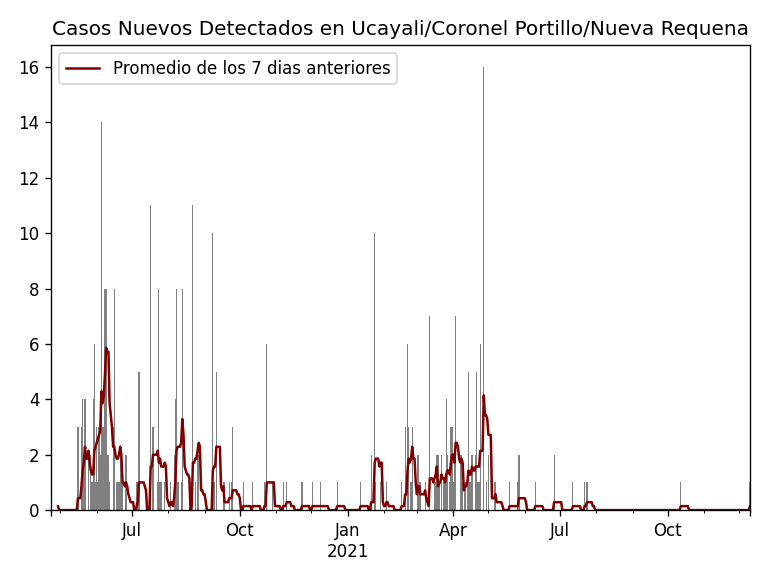 Casos Nuevos Detectados en Ucayali/Coronel Portillo/Nueva Requena
Promedio de los 7 dias anteriores
16
14
12
10
8
6
4
2
0
Jul
Oct
Jan
2021
Apr
Jul
Oct